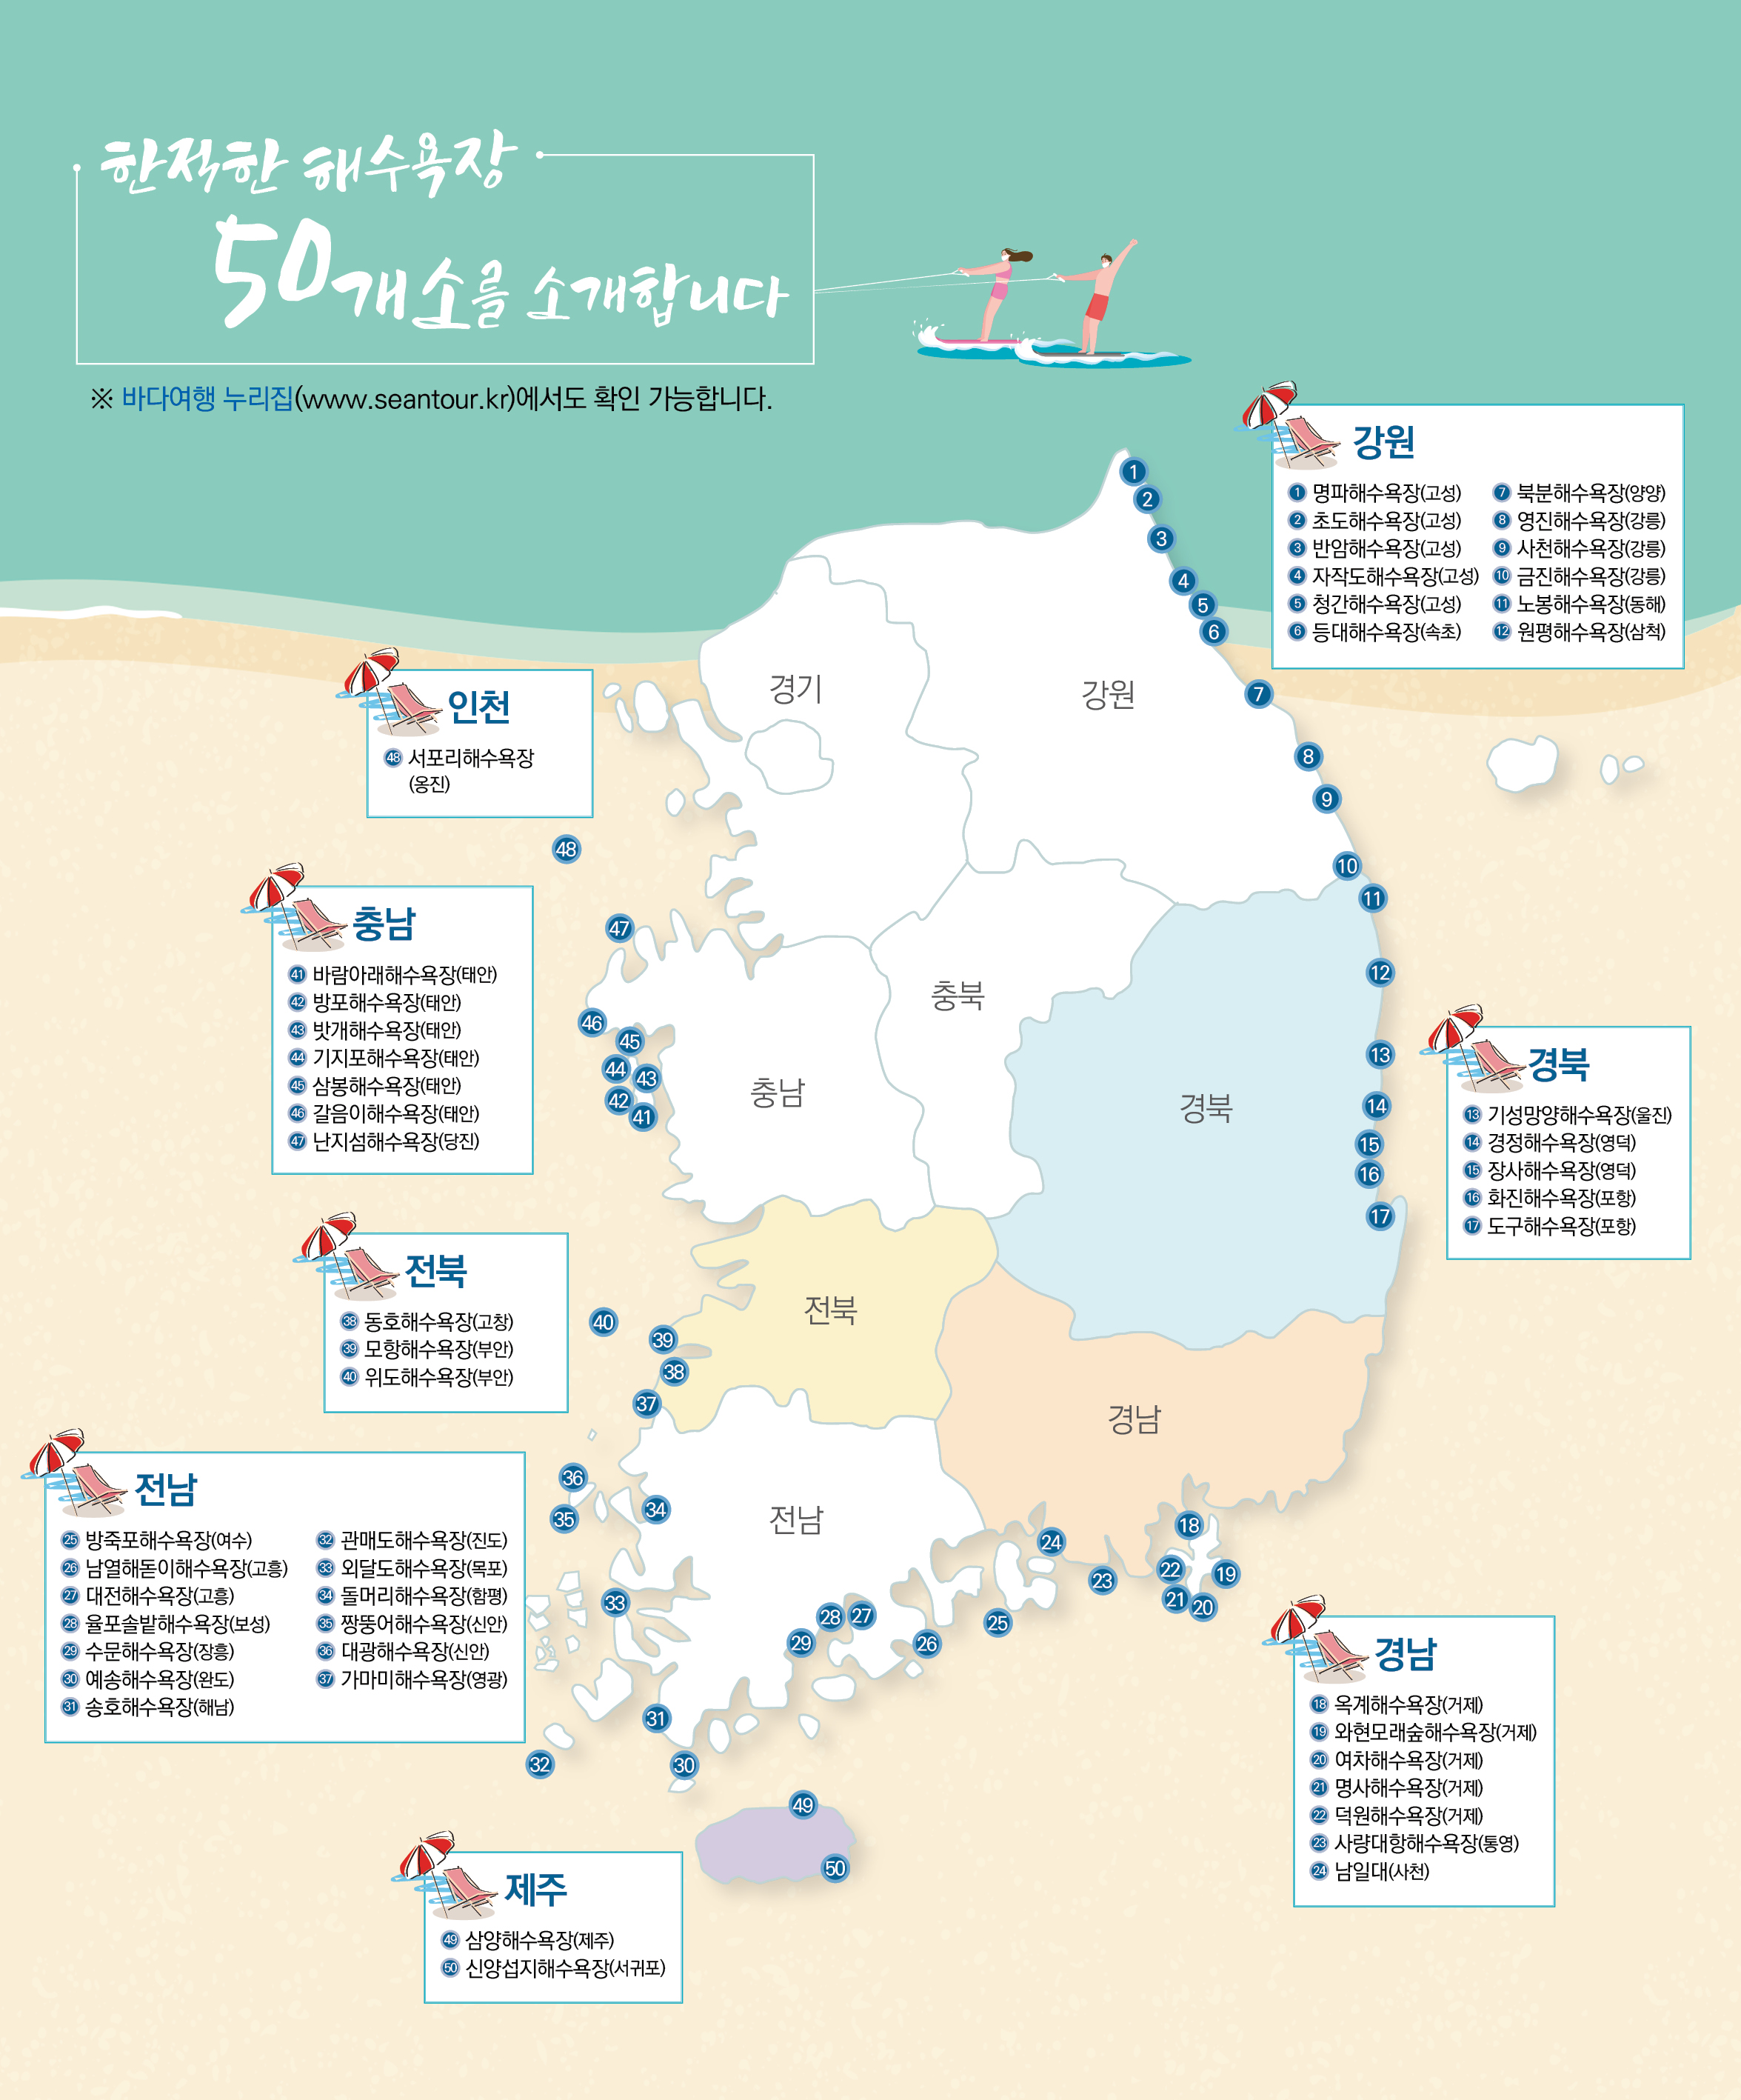 한적한 해수욕장
50개소를 소개합니다
※ 바다여행 누리집(www.seantour.kr)에서도 확인 가능합니다.
강원
1 명파해수욕장(고성)
2 초도해수욕장(고성)
3 반암해수욕장(고성)
4 자작도해수욕장(고성)
5 청간해수욕장(고성)
6 등대해수욕장(속초)
7 북분해수욕장(양양)
8 영진해수욕장(강릉)
9 사천해수욕장(강릉)
10 금진해수욕장(강릉)
11 노봉해수욕장(동해)
12 원평해수욕장(삼척)
인천
48 서포리해수욕장
(옹진)
충남
41 바람아래해수욕장(태안)
42 방포해수욕장(태안)
43 밧개해수욕장(태안)
44 기지포해수욕장(태안)
45 삼봉해수욕장(태안)
46 갈음이해수욕장(태안)
47 난지섬해수욕장(당진)
경북
13 기성망양해수욕장(울진)
14 경정해수욕장(영덕)
15 장사해수욕장(영덕)
16 화진해수욕장(포항)
17 도구해수욕장(포항)
전북
38 동호해수욕장(고창)
39 모항해수욕장(부안)
40 위도해수욕장(부안)
전남
25 방죽포해수욕장(여수)
26 남열해돋이해수욕장(고흥)
27 대전해수욕장(고흥)
28 율포솔밭해수욕장(보성)
29 수문해수욕장(장흥)
30 예송해수욕장(완도)
31 송호해수욕장(해남)
32 관매도해수욕장(진도)
33 외달도해수욕장(목포)
34 돌머리해수욕장(함평)
35 짱뚱어해수욕장(신안)
36 대광해수욕장(신안)
37 가마미해수욕장(영광)
경남
18 옥계해수욕장(거제)
19 와현모래숲해수욕장(거제)
20 여차해수욕장(거제)
21 명사해수욕장(거제)
22 덕원해수욕장(거제)
23 사량대항해수욕장(통영)
24 남일대(사천)
제주
49 삼양해수욕장(제주)
50 신양섭지해수욕장(서귀포)
경기
강원
충북
충남
경북
전북
경남
전남
1
2
3
4
5
6
7
8
9
10
11
12
13
14
15
16
17
18
19
20
21
22
23
24
25
26
27
28
29
30
31
32
33
34
35
36
37
38
39
40
41
42
43
44
45
46
47
48
49
50